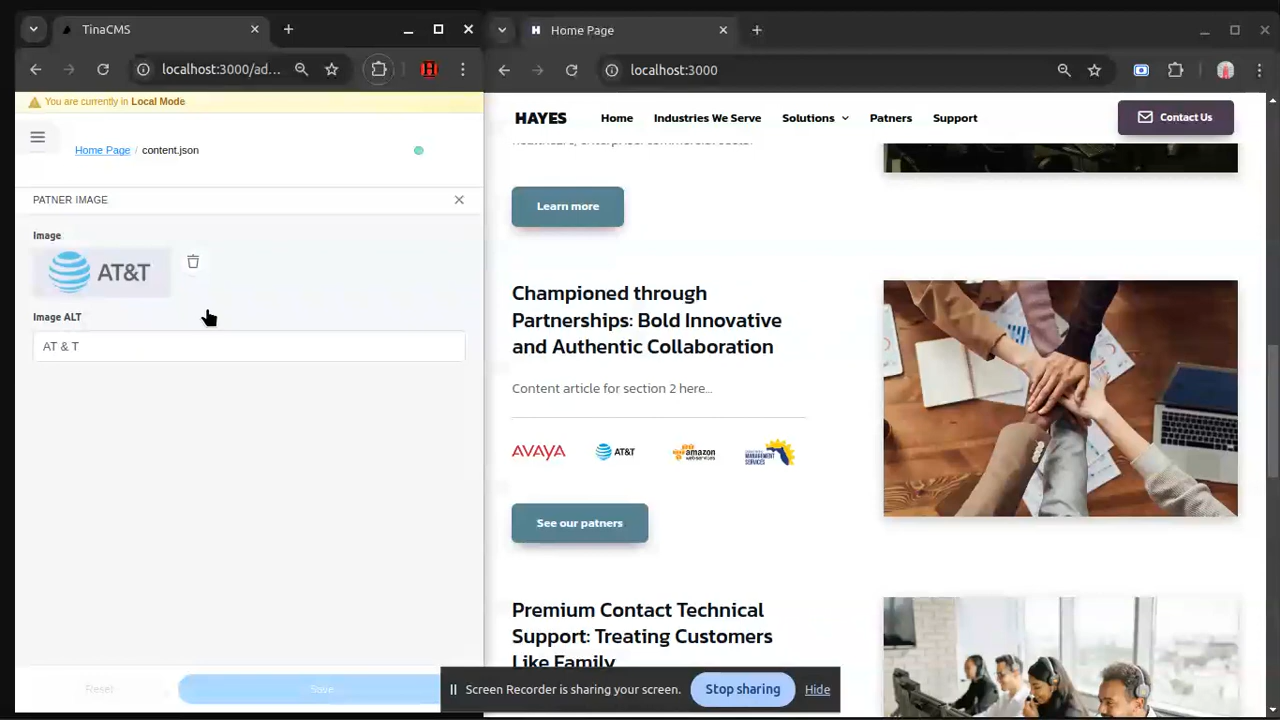 TinaCMS
localhost:3000/ad...
You are currently in Local Mode
Home Page / content.json
PATNER IMAGE
Image
AT&T
Image ALT
AT & T
Reset
Save
Home Page
localhost:3000
HAYES
Home
Industries We Serve
Solutions
Patners
Support
Contact Us
Learn more
Championed through
Partnerships: Bold Innovative
and Authentic Collaboration
Content article for section 2 here...
AVAYA
AT&T
amazon
webservices
MANAGEMENT
SERVICES
See our patners
Premium Contact Technical
Support: Treating Customers
Like Family
Screen Recorder is sharing your screen.
Stop sharing
Hide